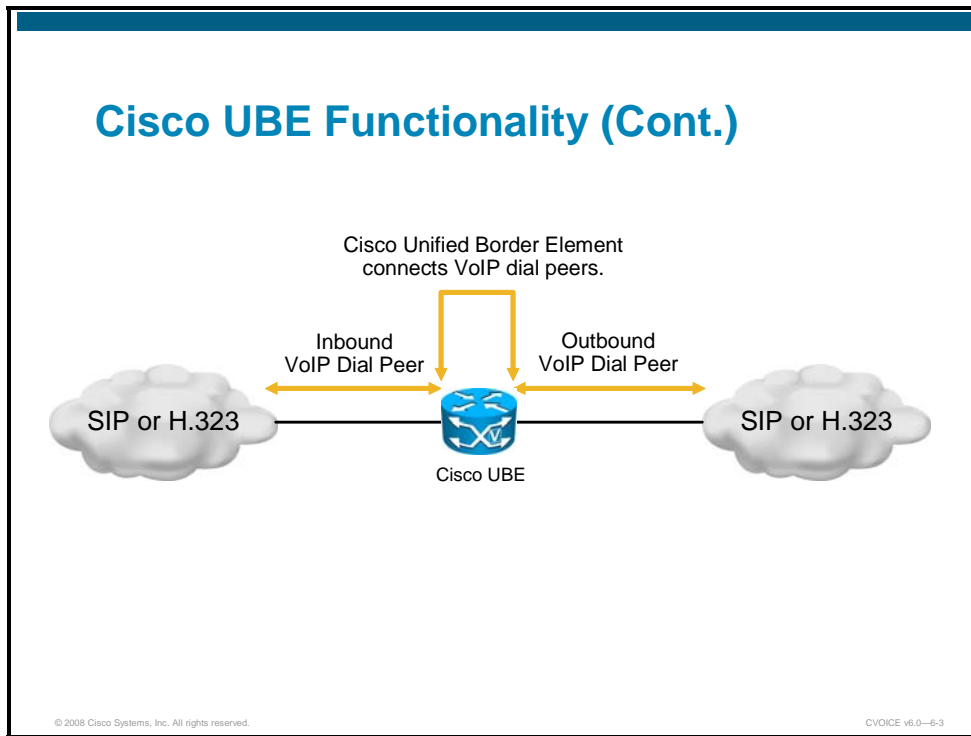 Cisco UBE Functionality (Cont.)
Cisco Unified Border Element
connects VoIP dial peers.
Inbound
VoIP Dial Peer
Outbound
VoIP Dial Peer
SIP or H.323
V
SIP or H.323
Cisco UBE
© 2008 Cisco Systems, Inc. All rights reserved.
CVOICE v6.0—6-3